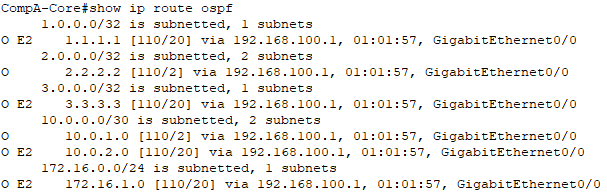 CompA-Core#show ip route ospf
1.0.0.0/32 is subnetted, 1 subnets
O E2 1.1.1.1 [110/20] via 192.168.100.1, 01:01:57, GigabitEthernet0/0
2.0.0.0/32 is subnetted, 2 subnets
O 2.2.2.2 [110/2] via 192.168.100.1, 01:01:57, GigabitEthernet0/0
3.0.0.0/32 is subnetted, 1 subnets
O E2 3.3.3.3 [110/20] via 192.168.100.1, 01:01:57, GigabitEthernet0/0
10.0.0.0/30 is subnetted, 2 subnets
O 10.0.1.0 [110/2] via 192.168.100.1, 01:01:57, GigabitEthernet0/0
O E2 10.0.2.0 [110/20] via 192.168.100.1, 01:01:57, GigabitEthernet0/0
172.16.0.0/24 is subnetted, 1 subnets
O E2 172.16.1.0 [110/20] via 192.168.100.1, 01:01:57, GigabitEthernet0/0